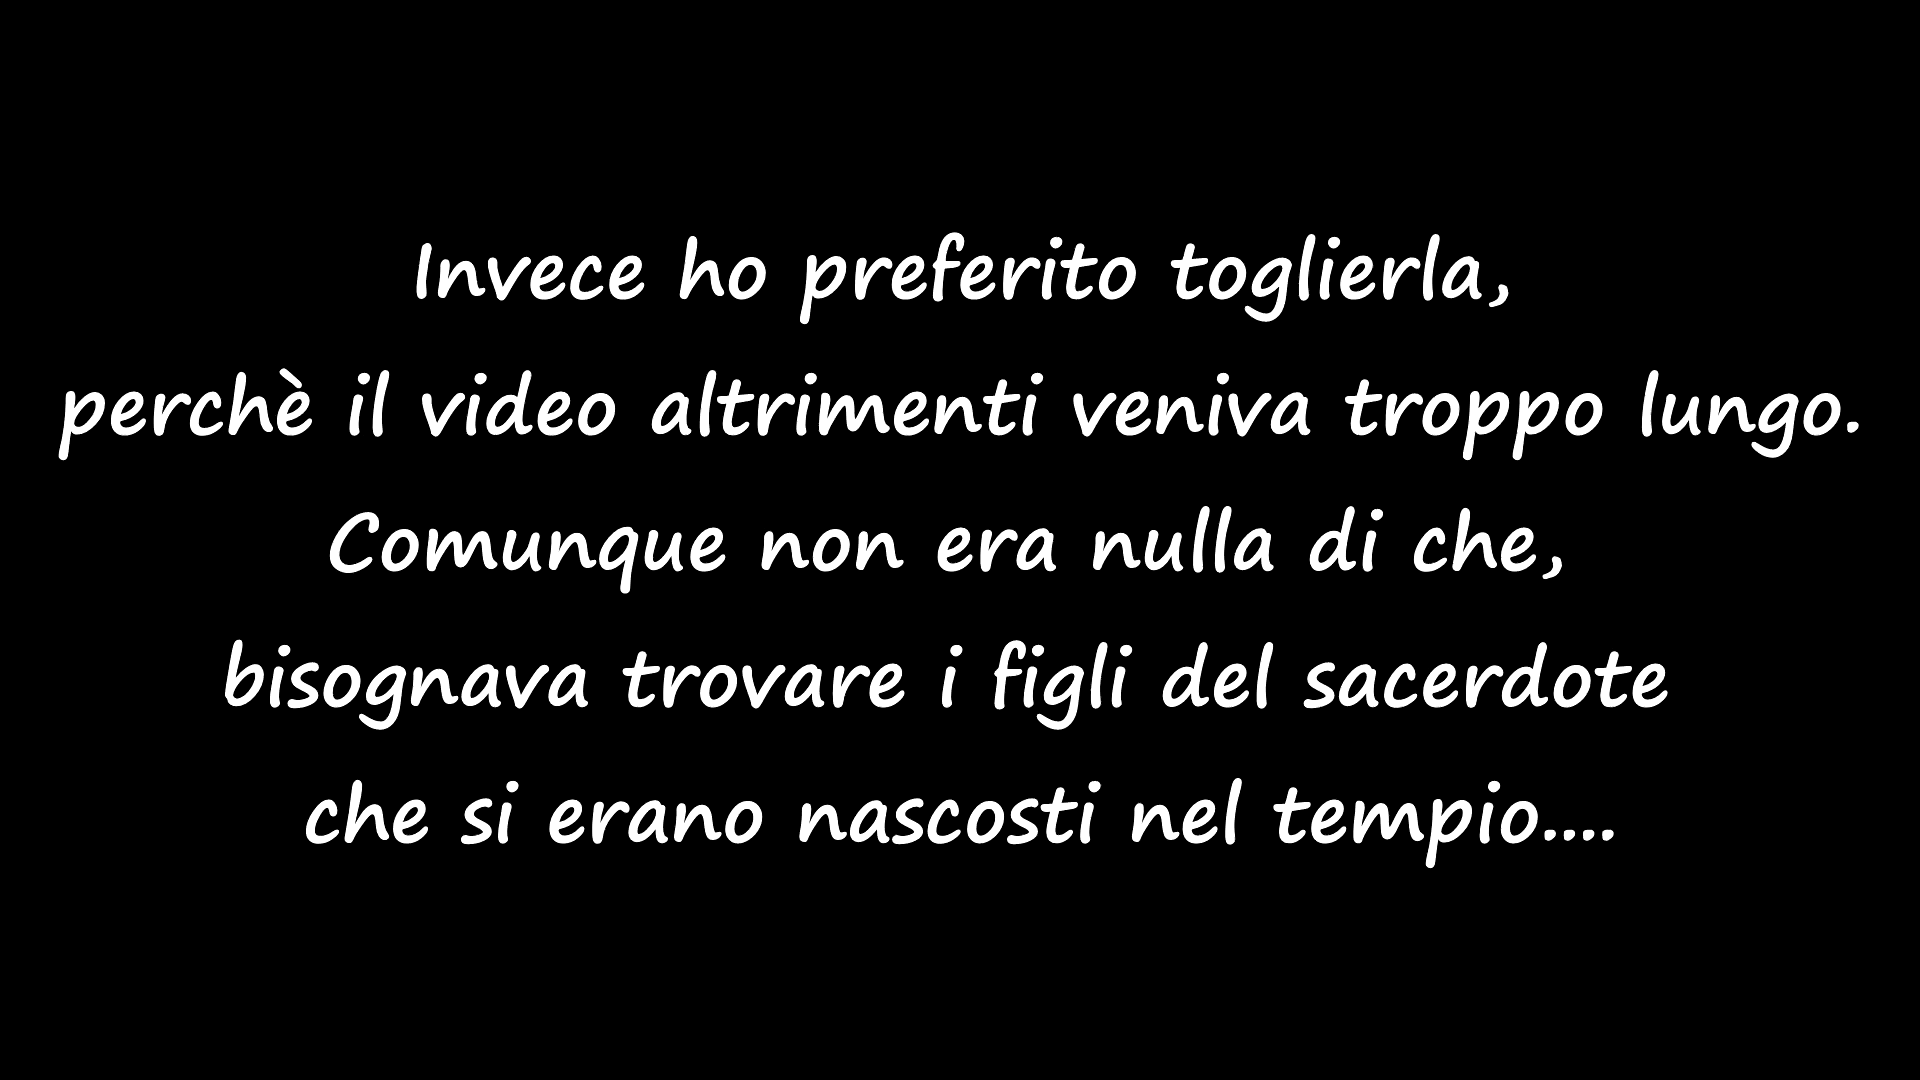 Invece ho preferito toglierla,
perchè il video altrimenti veniva troppo lungo.
Comunque non era nulla di che,
bisognava trovare i figli del sacerdote
che si erano nascosti nel tempio....